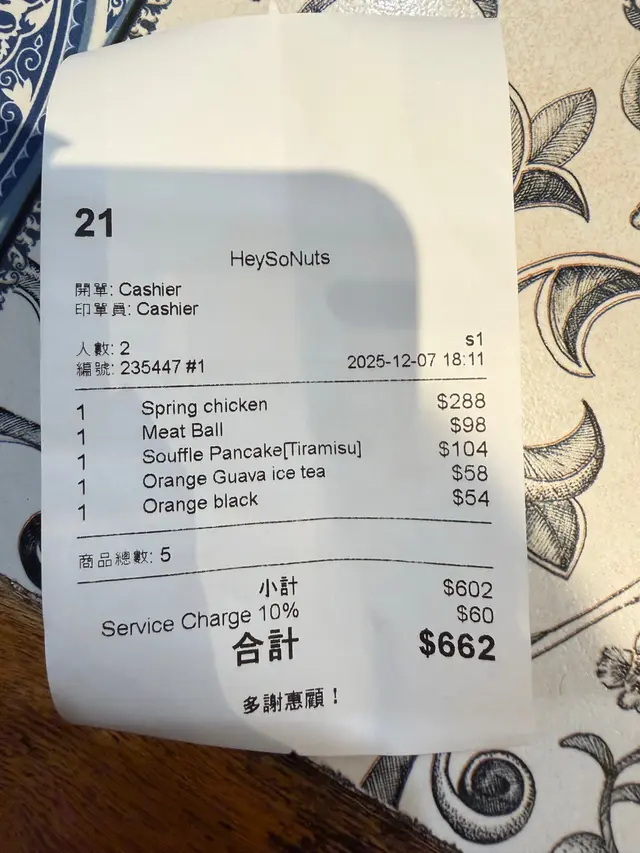 21
HeySoNuts
開單: Cashier
印單員: Cashier
s1
人數: 2
編號: 235447 #1 2025-12-07 18:11
1 Spring chicken $288
1 Meat Ball $98
1 Souffle Pancake[Tiramisu] $104
1 Orange Guava ice tea $58
1 Orange black $54
商品總數: 5
小計 $602
Service Charge 10% $60
合計 $662
多謝惠顧！